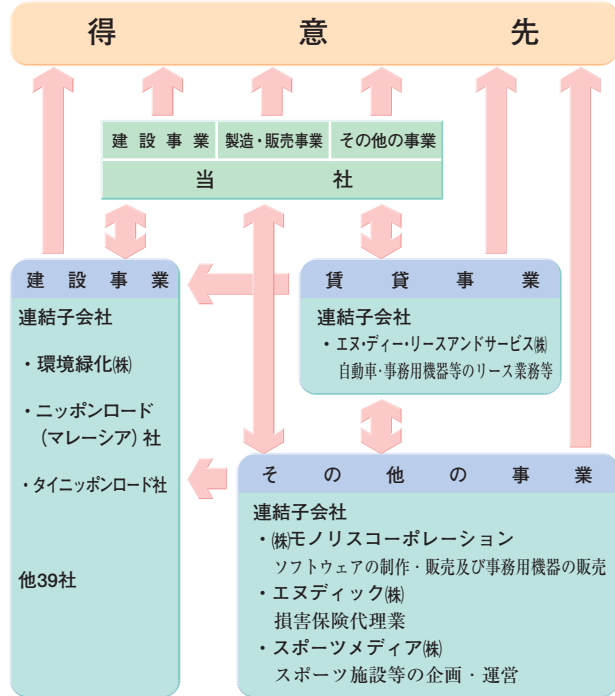 得意先
建設事業 製造・販売事業 その他の事業
当社
建設事業
連結子会社
・環境緑化㈱
・ニッポンロード
（マレーシア）社
・タイニッポンロード社
他39社
賃貸事業
連結子会社
・エヌ・ディー・リースアンドサービス㈱
自動車・事務用機器等のリース業務等
その他の事業
連結子会社
・㈱モノリスコーポレーション
ソフトウェアの制作・販売及び事務用機器の販売
・エヌディック㈱
損害保険代理業
・スポーツメディア㈱
スポーツ施設等の企画・運営